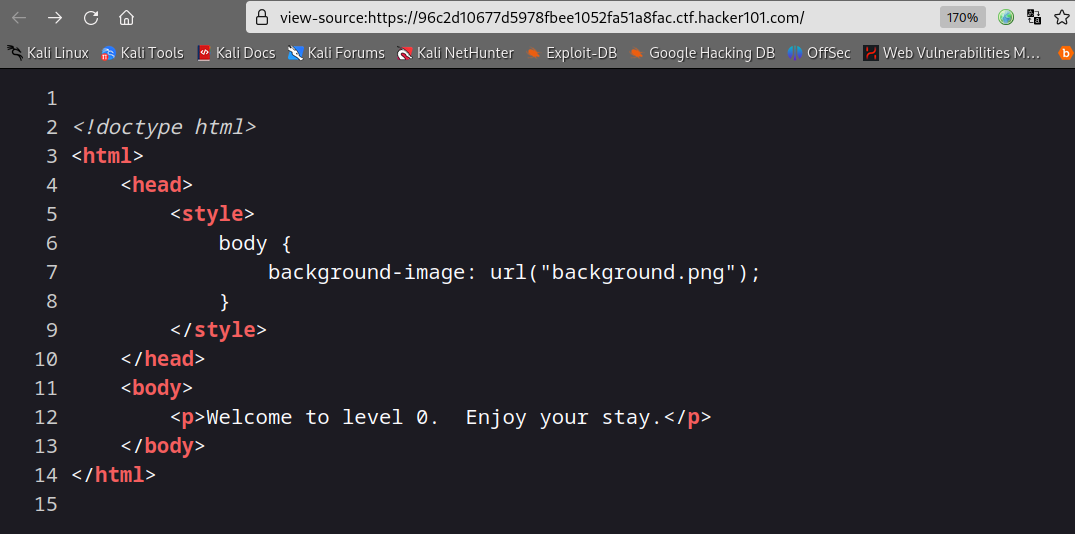 view-source:https://96c2d10677d5978fbee1052fa51a8fac.ctf.hacker101.com/ 170%
Kali Linux Kali Tools Kali Docs Kali Forums Kali NetHunter Exploit-DB Google Hacking DB OffSec Web Vulnerabilities M…
1
2 <!doctype html>
3 <html>
4     <head>
5         <style>
6             body {
7                 background-image: url("background.png");
8             }
9         </style>
10     </head>
11     <body>
12         <p>Welcome to level 0.  Enjoy your stay.</p>
13     </body>
14 </html>
15